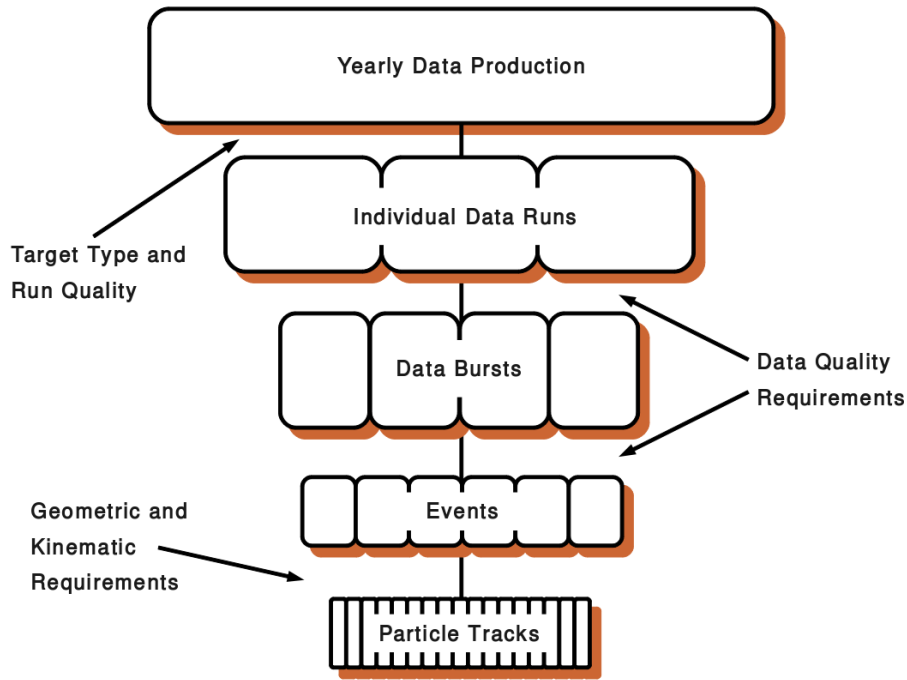 Yearly Data Production
Individual Data Runs
Target Type and
Run Quality
Data Bursts
Data Quality
Requirements
Events
Geometric and
Kinematic
Requirements
Particle Tracks